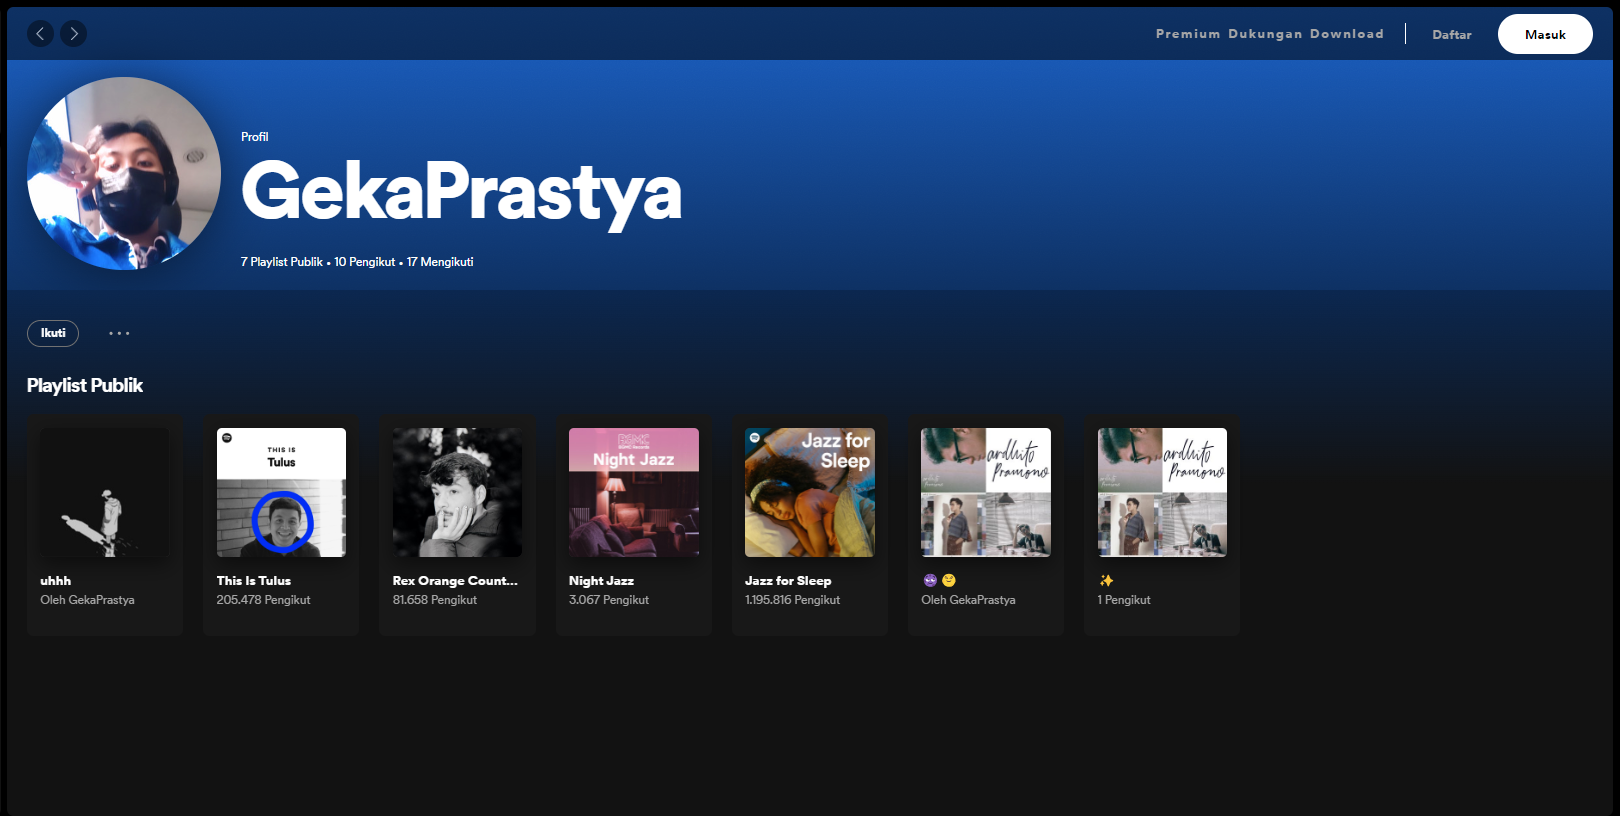 Premium Dukungan Download
Daftar
Masuk
Profil
GekaPrastya
7 Playlist Publik • 10 Pengikut • 17 Mengikuti
Ikuti
Playlist Publik
THIS IS
Tulus
BGMC Records
Night Jazz
Jazz for
Sleep
ardhito
Pramono
ardhito
Pramono
uhhh
Oleh GekaPrastya
This Is Tulus
205.478 Pengikut
Rex Orange Count...
81.658 Pengikut
Night Jazz
3.067 Pengikut
Jazz for Sleep
1.195.816 Pengikut
Oleh GekaPrastya
✨
1 Pengikut